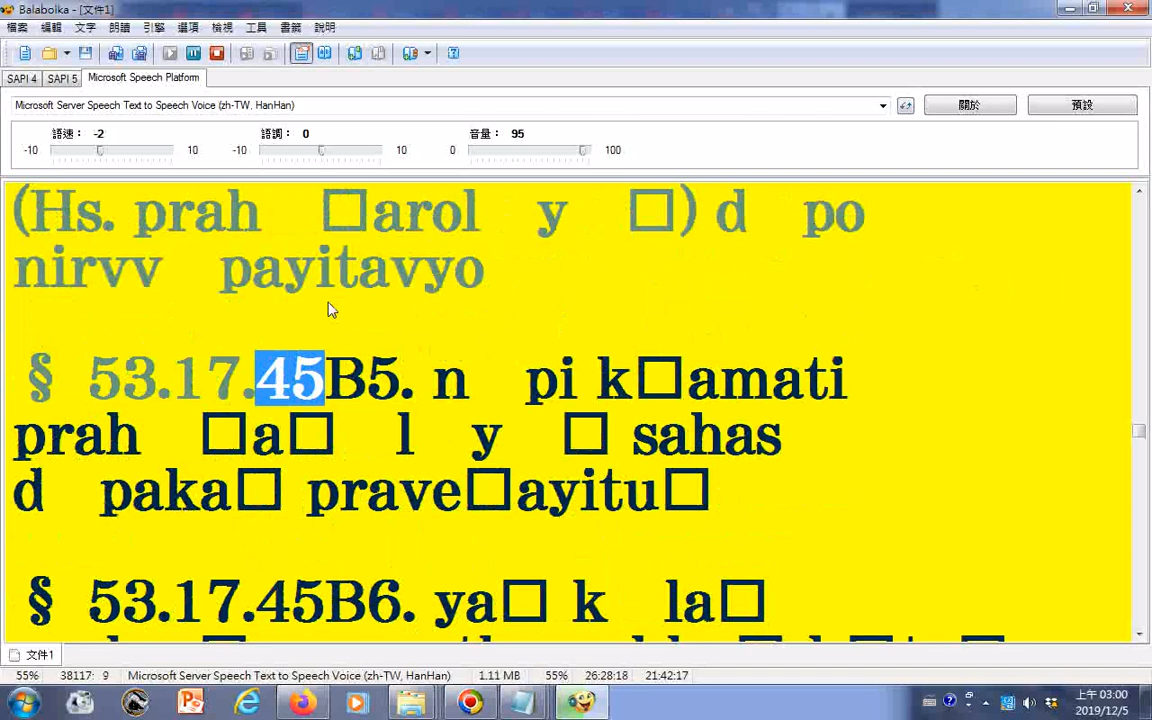 Balabolka - [文件1]
檔案 編輯 文字 朗讀 引擎 選項 檢視 工具 書籤 說明
SAPI 4 SAPI 5 Microsoft Speech Platform
Microsoft Server Speech Text to Speech Voice (zh-TW, HanHan) 關於 預設
語速： -2 語調： 0 音量： 95
-10 10 -10 10 0 100
(Hs. prah □arol y □) d po
nirvv payitavyo
§ 53.17.45B5. n pi k□amati
prah □a□ l y □ sahas
d paka□ prave□ayitu□
§ 53.17.45B6. ya□ k la□
文件1
55% 38117: 9 Microsoft Server Speech Text to Speech Voice (zh-TW, HanHan) 1.11 MB 55% 26:28:18 21:42:17
上午 03:00
2019/12/5